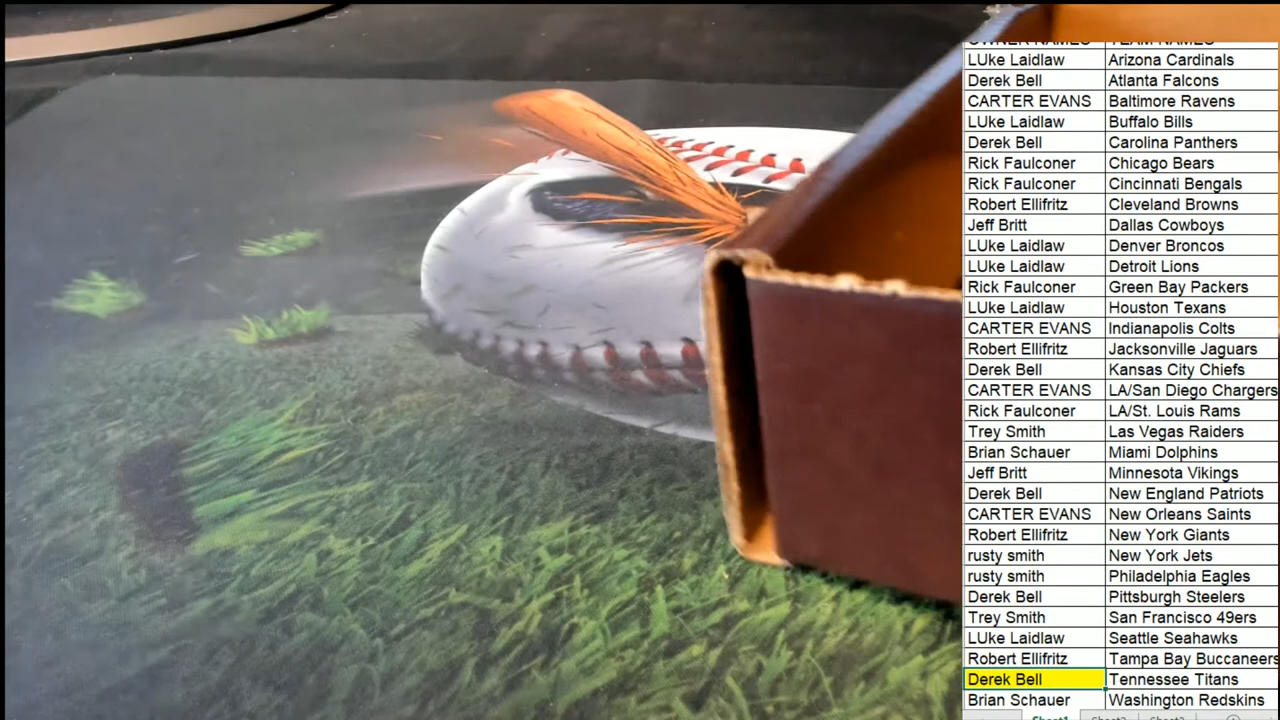 OWNER NAMES TEAM NAMES
LUke Laidlaw Arizona Cardinals
Derek Bell Atlanta Falcons
CARTER EVANS Baltimore Ravens
LUke Laidlaw Buffalo Bills
Derek Bell Carolina Panthers
Rick Faulconer Chicago Bears
Rick Faulconer Cincinnati Bengals
Robert Ellifritz Cleveland Browns
Jeff Britt Dallas Cowboys
LUke Laidlaw Denver Broncos
LUke Laidlaw Detroit Lions
Rick Faulconer Green Bay Packers
LUke Laidlaw Houston Texans
CARTER EVANS Indianapolis Colts
Robert Ellifritz Jacksonville Jaguars
Derek Bell Kansas City Chiefs
CARTER EVANS LA/San Diego Chargers
Rick Faulconer LA/St. Louis Rams
Trey Smith Las Vegas Raiders
Brian Schauer Miami Dolphins
Jeff Britt Minnesota Vikings
Derek Bell New England Patriots
CARTER EVANS New Orleans Saints
Robert Ellifritz New York Giants
rusty smith New York Jets
rusty smith Philadelphia Eagles
Derek Bell Pittsburgh Steelers
Trey Smith San Francisco 49ers
LUke Laidlaw Seattle Seahawks
Robert Ellifritz Tampa Bay Buccaneers
Derek Bell Tennessee Titans
Brian Schauer Washington Redskins
Sheet1 Sheet2 Sheet3